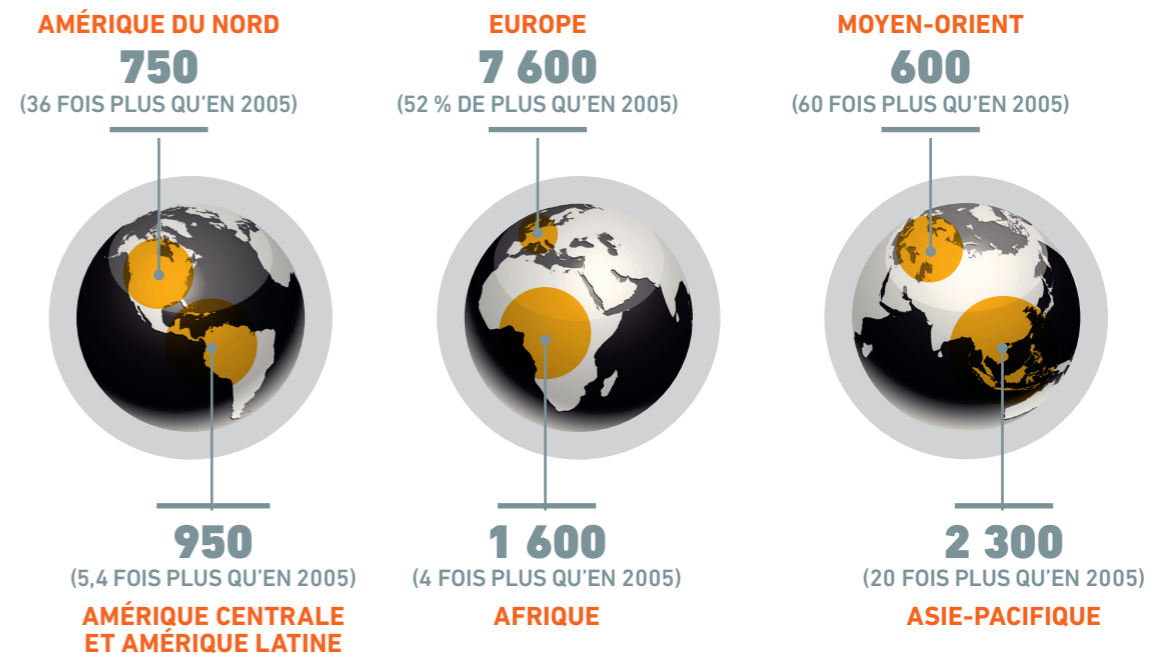 AMÉRIQUE DU NORD
750
(36 FOIS PLUS QU'EN 2005)
EUROPE
7 600
(52 % DE PLUS QU'EN 2005)
MOYEN-ORIENT
600
(60 FOIS PLUS QU'EN 2005)
950
(5,4 FOIS PLUS QU'EN 2005)
AMÉRIQUE CENTRALE
ET AMÉRIQUE LATINE
1 600
(4 FOIS PLUS QU'EN 2005)
AFRIQUE
2 300
(20 FOIS PLUS QU'EN 2005)
ASIE-PACIFIQUE